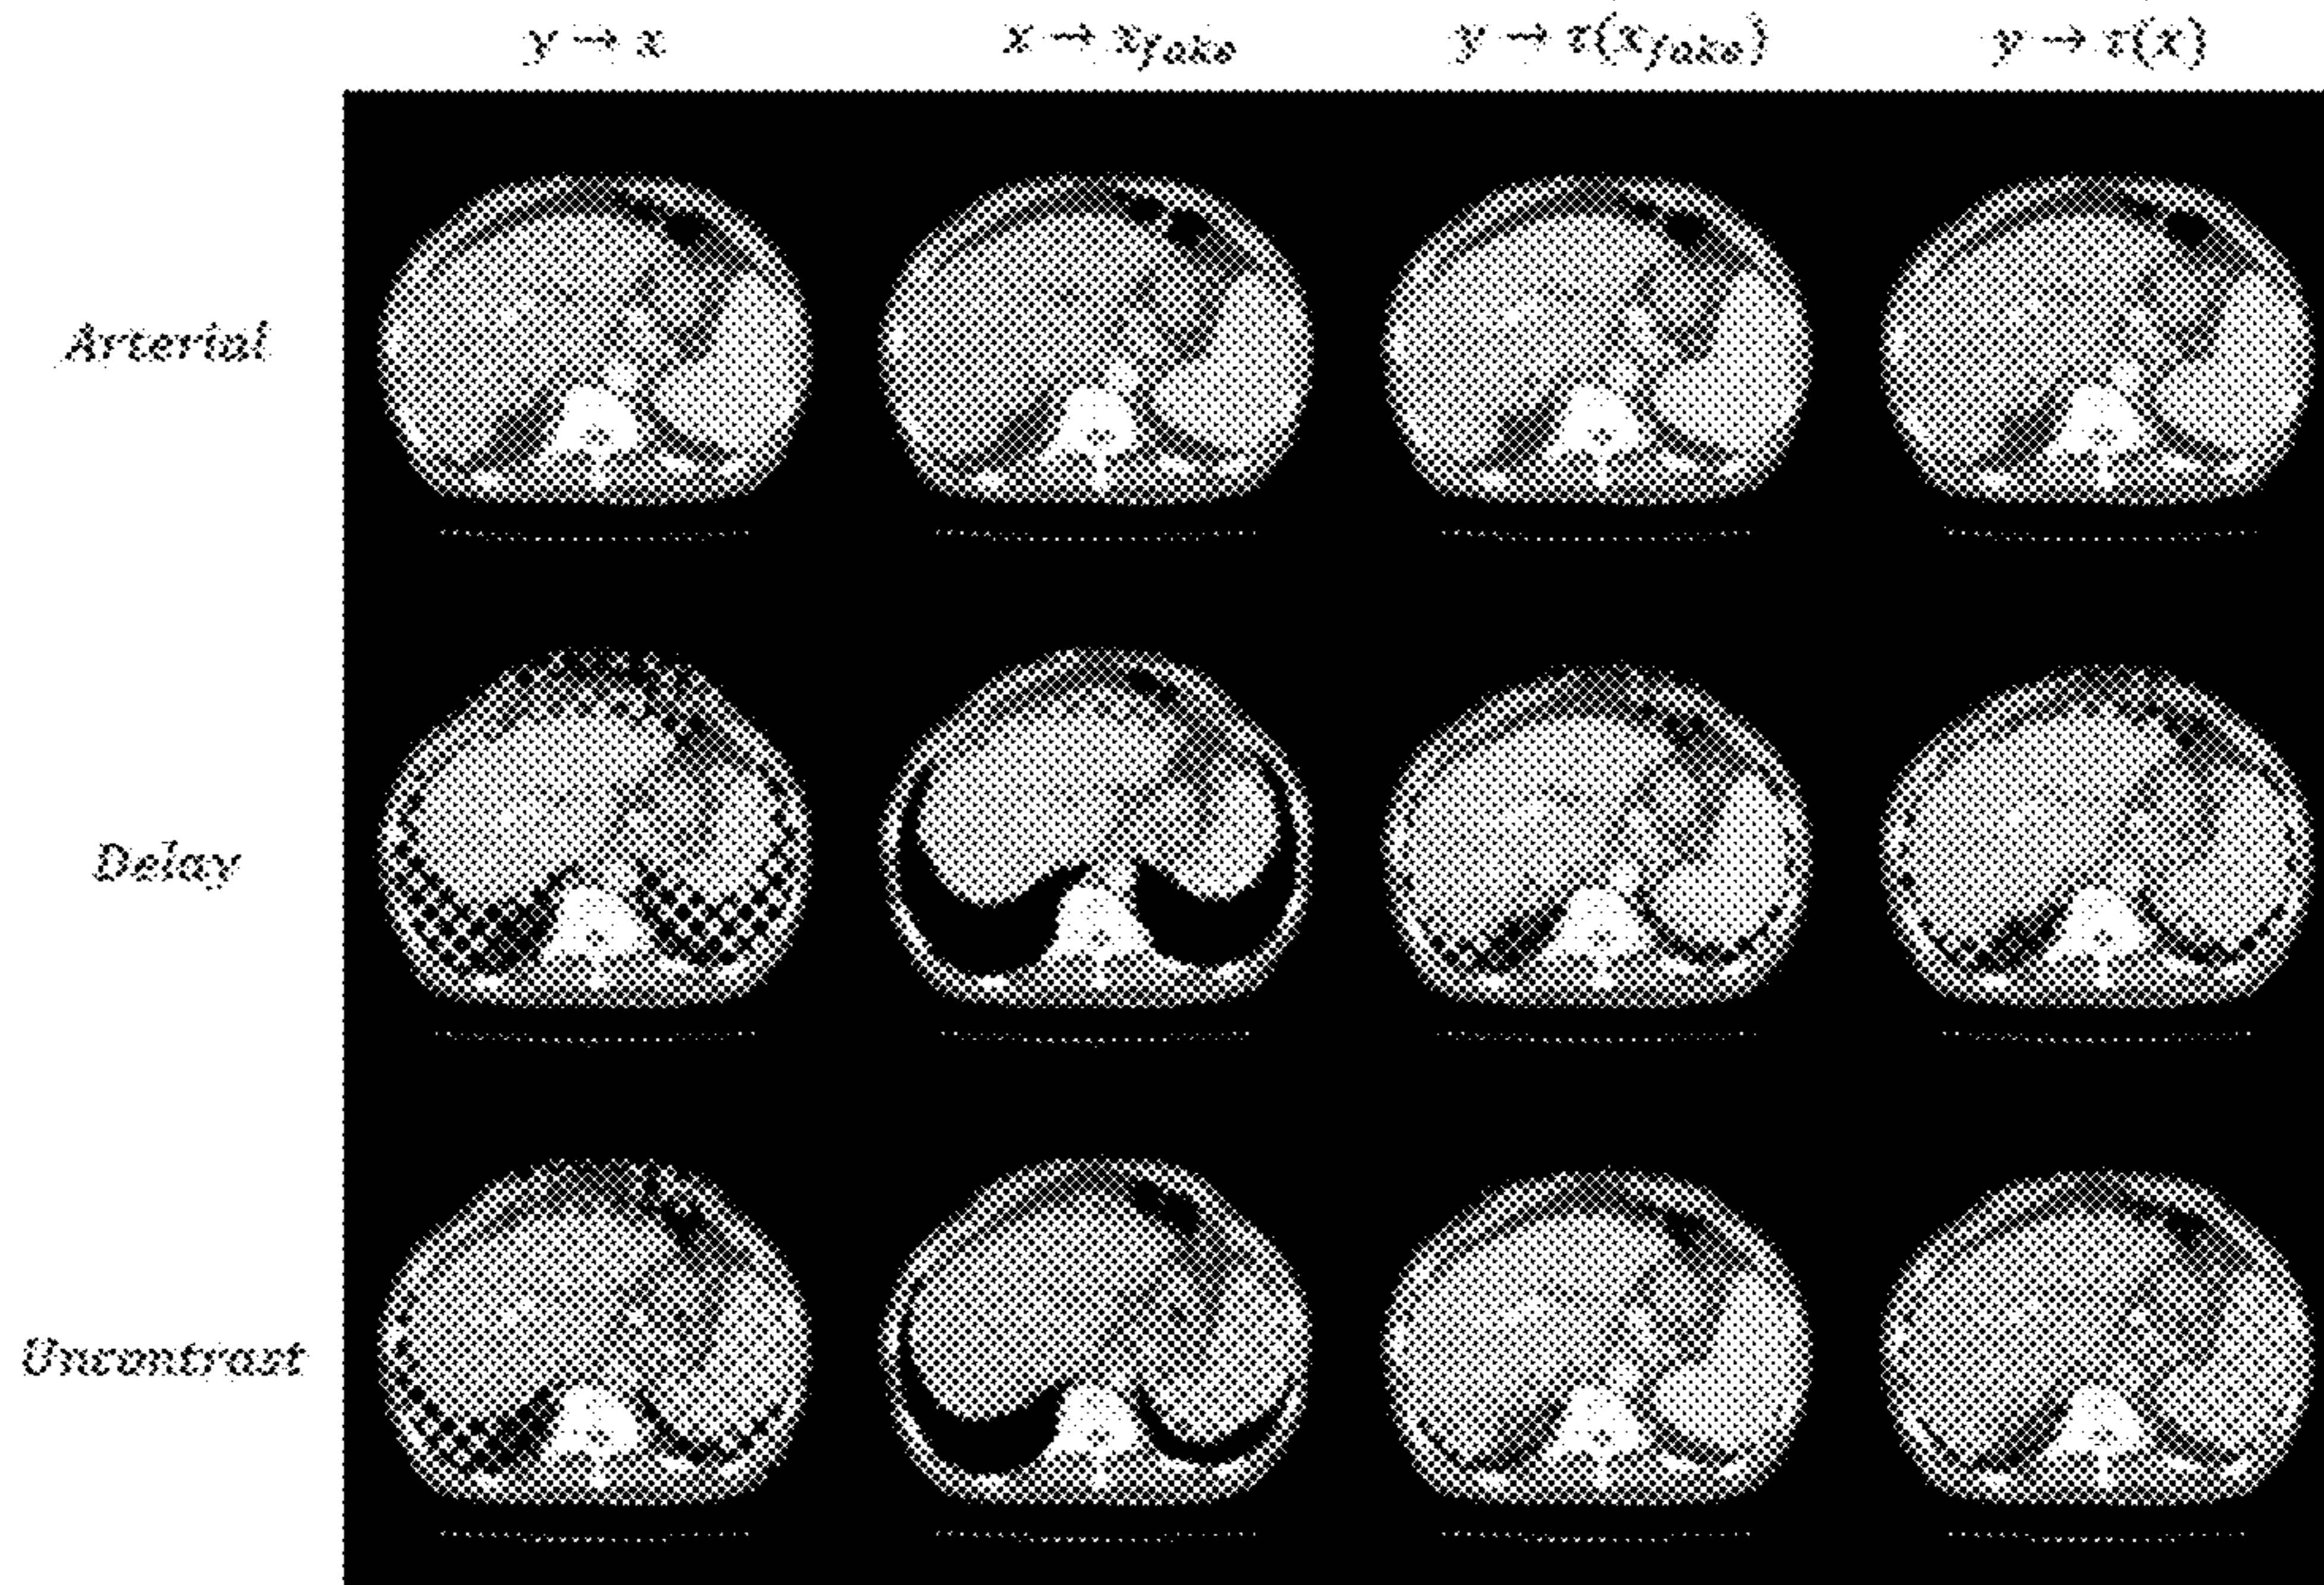 y → x x → x_fake y → τ(x_fake) y → τ(x)
Arterial
Delay
Uncontrast